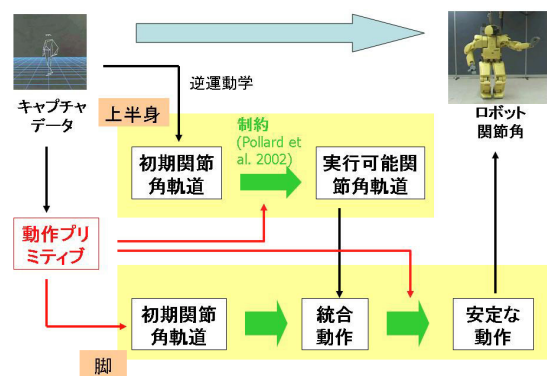 キャプチャ
データ
上半身
逆運動学
ロボット
関節角
制約
(Pollard et
al. 2002)
初期関節
角軌道
実行可能関
節角軌道
動作プリ
ミティブ
初期関節
角軌道
統合
動作
安定な
動作
脚